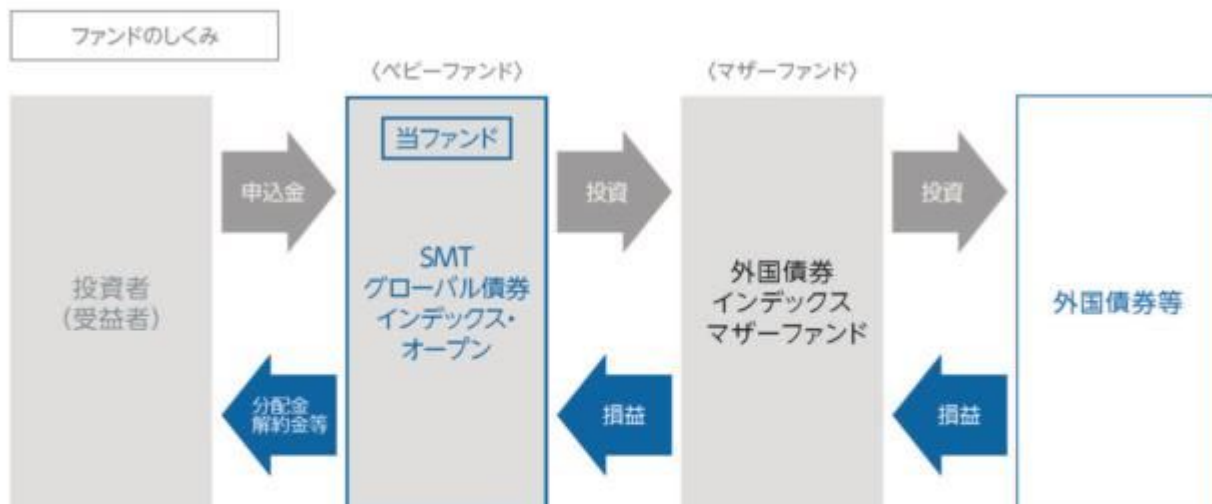 ファンドのしくみ
〈ベビーファンド〉
〈マザーファンド〉
投資者
(受益者)
申込金
分配金
解約金等
当ファンド
SMT
グローバル債券
インデックス・
オープン
投資
損益
外国債券
インデックス
マザーファンド
投資
損益
外国債券等